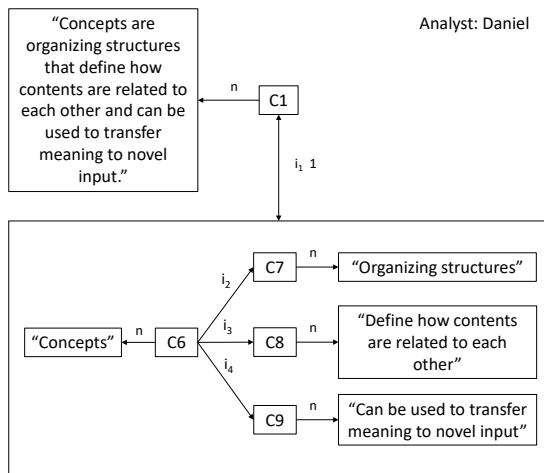 “Concepts are
organizing structures
that define how
contents are related to
each other and can be
used to transfer
meaning to novel
input.”
Analyst: Daniel
n
C1
i₁ 1
C7
n
“Organizing structures”
i₂
“Concepts”
n
C6
i₃
C8
n
“Define how contents
are related to each
other”
i₄
C9
n
“Can be used to transfer
meaning to novel input”